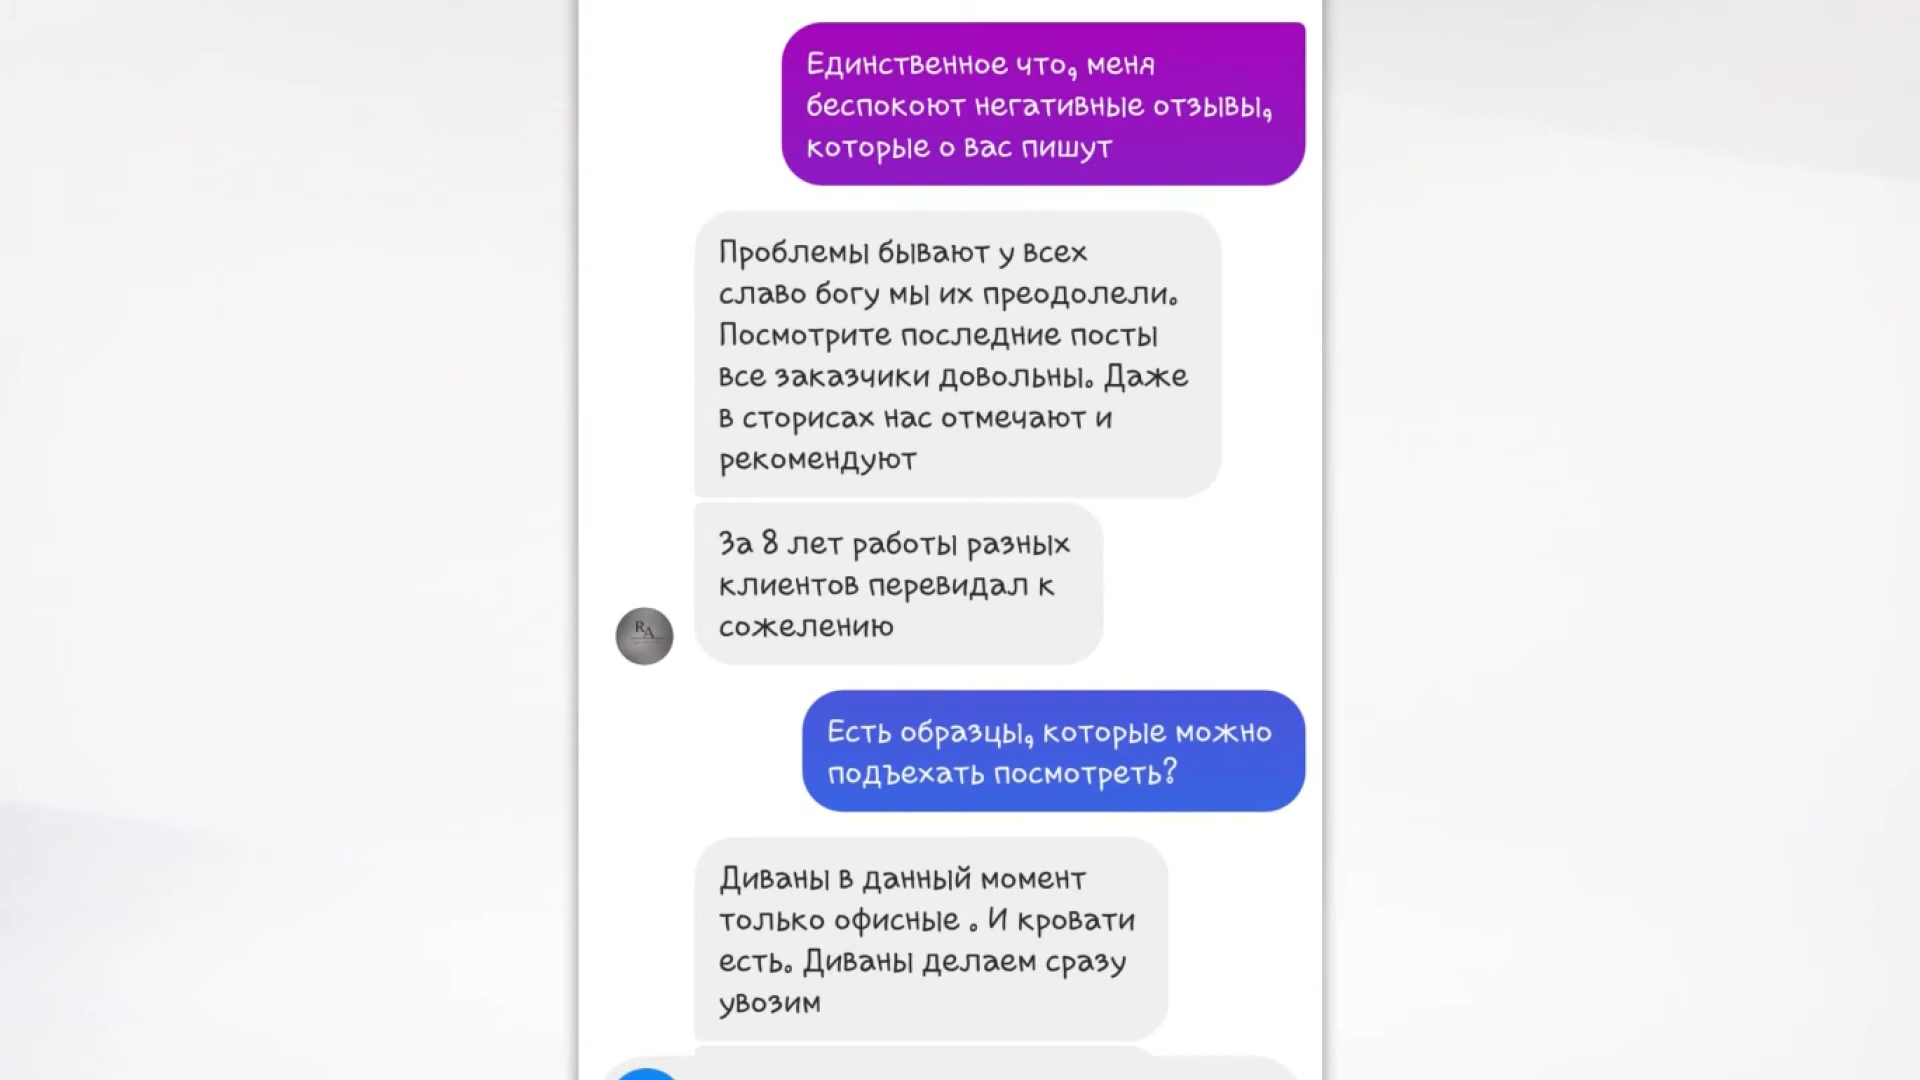 Единственное что, меня
беспокоют негативные отзывы,
которые о вас пишут
Проблемы бывают у всех
славо богу мы их преодолели.
Посмотрите последние посты
все заказчики довольны. Даже
в сторисах нас отмечают и
рекомендуют
За 8 лет работы разных
клиентов перевидал к
сожелению
RA
Есть образцы, которые можно
подъехать посмотреть?
Диваны в данный момент
только офисные . И кровати
есть. Диваны делаем сразу
увозим